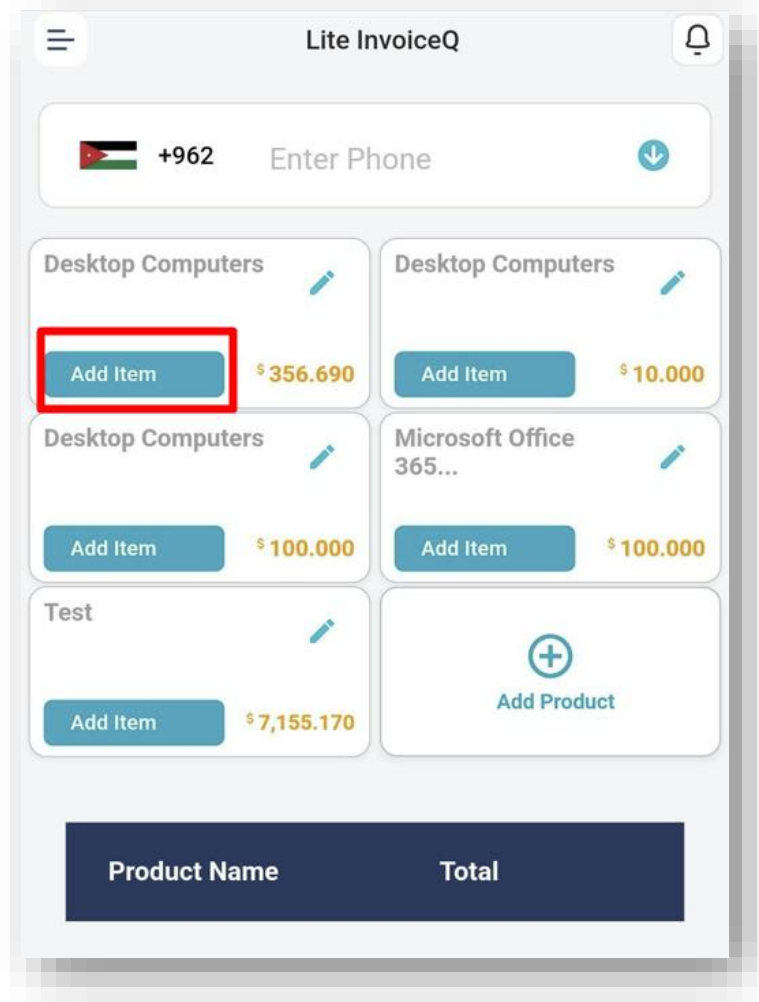 Lite InvoiceQ
+962 Enter Phone
Desktop Computers
Add Item $ 356.690
Desktop Computers
Add Item $ 10.000
Desktop Computers
Add Item $ 100.000
Microsoft Office
365...
Add Item $ 100.000
Test
Add Item $ 7,155.170
Add Product
Product Name Total